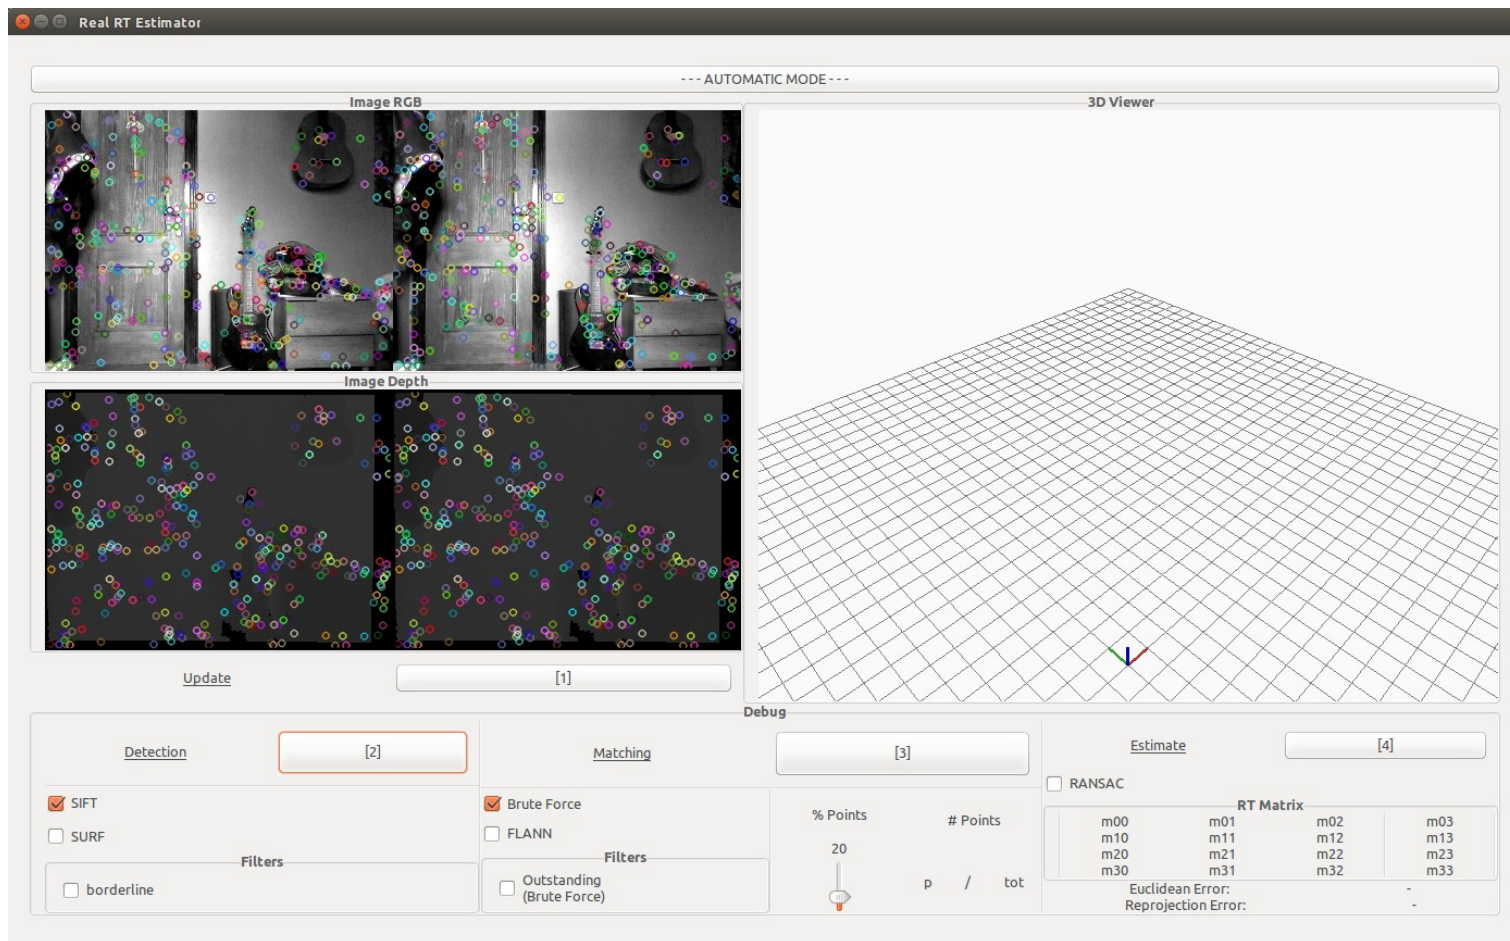 Real RT Estimator
- - - AUTOMATIC MODE - - -
Image RGB
3D Viewer
Image Depth
Update
[1]
Debug
Detection
[2]
Matching
[3]
Estimate
[4]
SIFT
SURF
Filters
borderline
Brute Force
FLANN
Filters
Outstanding
(Brute Force)
% Points
# Points
20
p / tot
RANSAC
RT Matrix
m00 m01 m02 m03
m10 m11 m12 m13
m20 m21 m22 m23
m30 m31 m32 m33
Euclidean Error: -
Reprojection Error: -